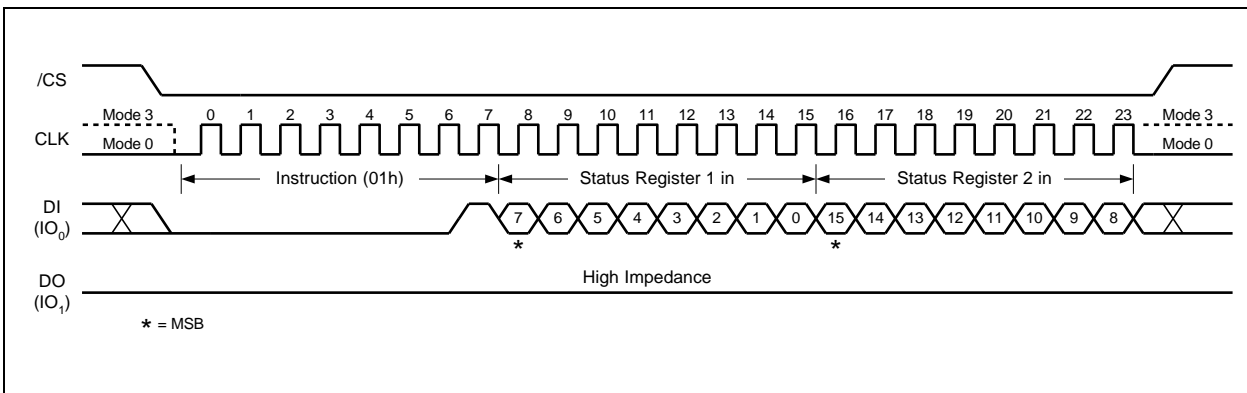 /CS
Mode 3 0 1 2 3 4 5 6 7 8 9 10 11 12 13 14 15 16 17 18 19 20 21 22 23 Mode 3
CLK Mode 0 Mode 0
Instruction (01h) Status Register 1 in Status Register 2 in
DI 7 6 5 4 3 2 1 0 15 14 13 12 11 10 9 8
(IO₀)
* *
High Impedance
DO
(IO₁)
* = MSB